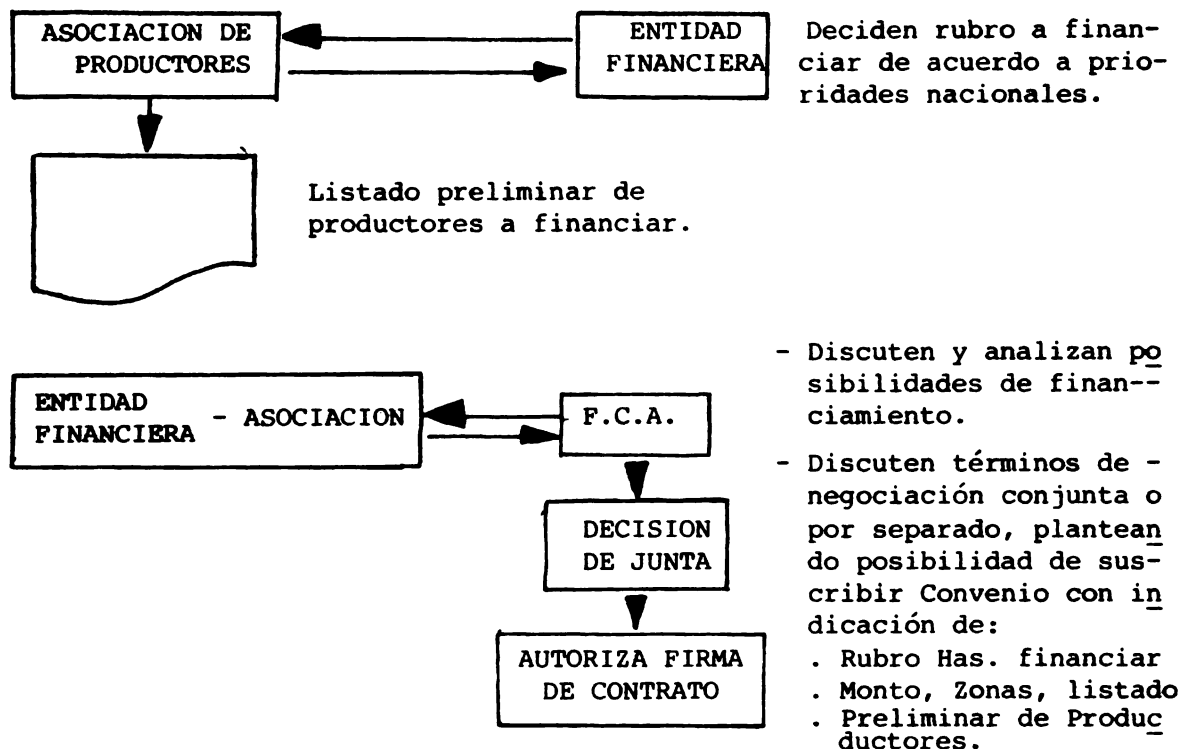 ASOCIACION DE
PRODUCTORES
ENTIDAD
FINANCIERA
Deciden rubro a finan-
ciar de acuerdo a prio-
ridades nacionales.
Listado preliminar de
productores a financiar.
ENTIDAD
FINANCIERA - ASOCIACION
F.C.A.
DECISION
DE JUNTA
AUTORIZA FIRMA
DE CONTRATO
- Discuten y analizan po
sibilidades de finan--
ciamiento.
- Discuten términos de -
negociación conjunta o
por separado, plantean
do posibilidad de sus-
cribir Convenio con in
dicación de:
. Rubro Has. financiar
. Monto, Zonas, listado
. Preliminar de Produc
ductores.